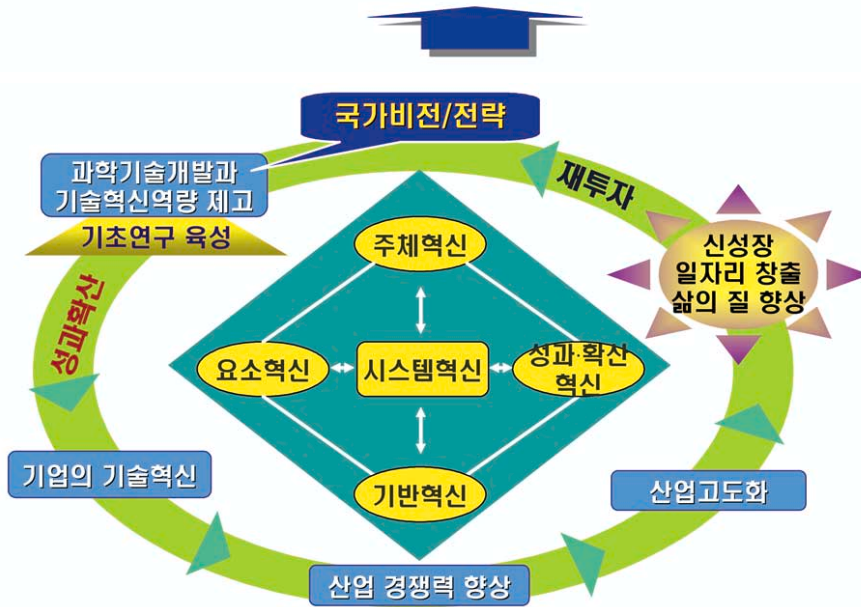 국가비전/전략
과학기술개발과
기술혁신역량 제고
기초연구 육성
재투자
신성장
일자리 창출
삶의 질 향상
성과확산
주체혁신
요소혁신
시스템혁신
성과·확산
혁신
기반혁신
기업의 기술혁신
산업고도화
산업 경쟁력 향상